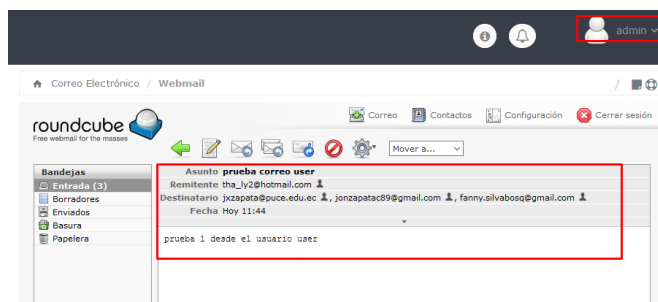 admin
Correo Electrónico / Webmail /
roundcube
Free webmail for the masses
Correo Contactos Configuración Cerrar sesión
Mover a...
Bandejas
Entrada (3)
Borradores
Enviados
Basura
Papelera
Asunto prueba correo user
Remitente tha_ly2@hotmail.com
Destinatario jxzapata@puce.edu.ec , jonzapatac89@gmail.com , fanny.silvabosq@gmail.com
Fecha Hoy 11:44
prueba 1 desde el usuario user